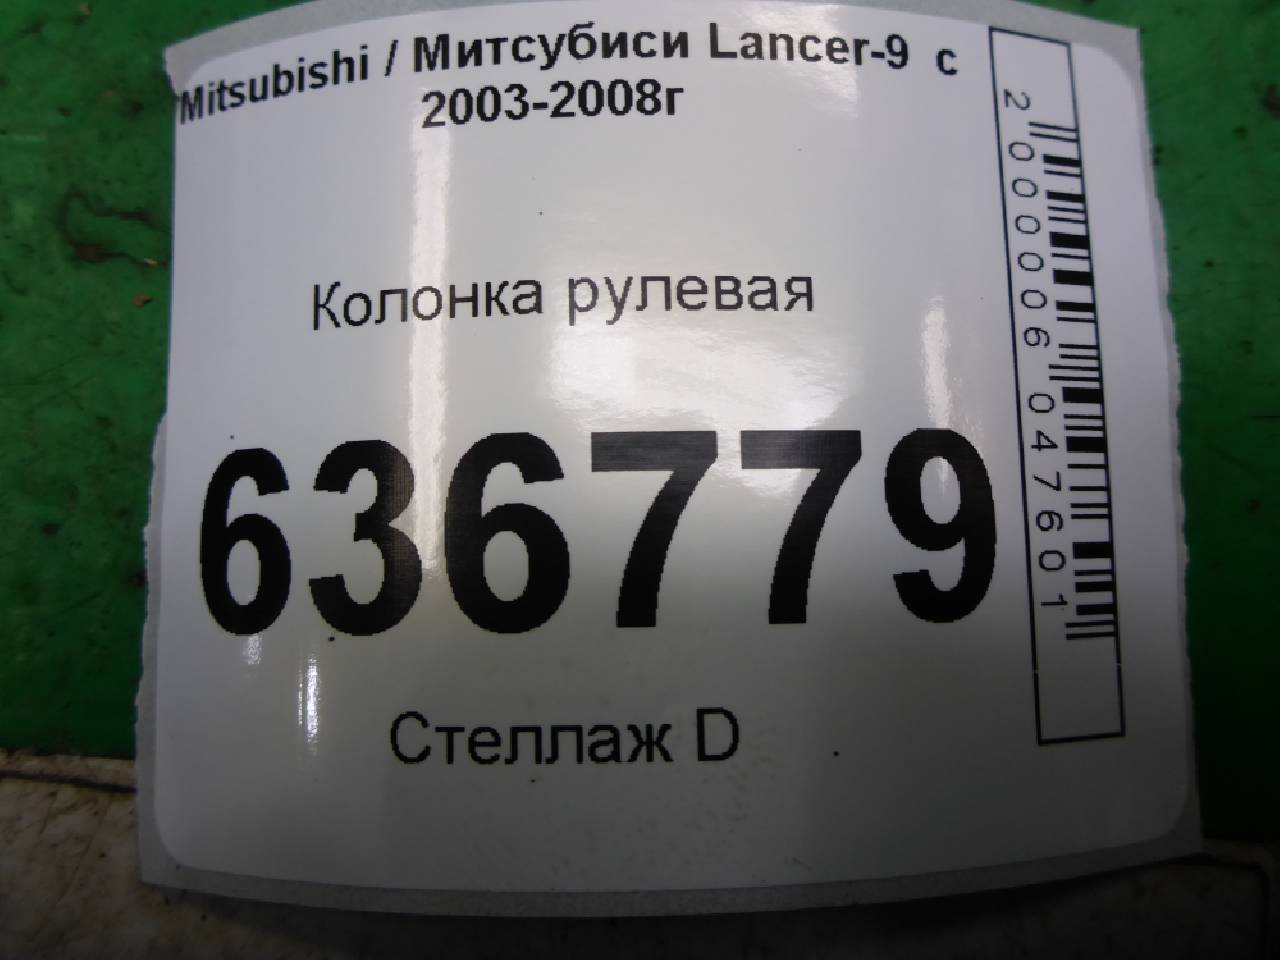 Mitsubishi / Митсубиси Lancer-9 с
2003-2008г
Колонка рулевая
636779
Стеллаж D
2000006047601